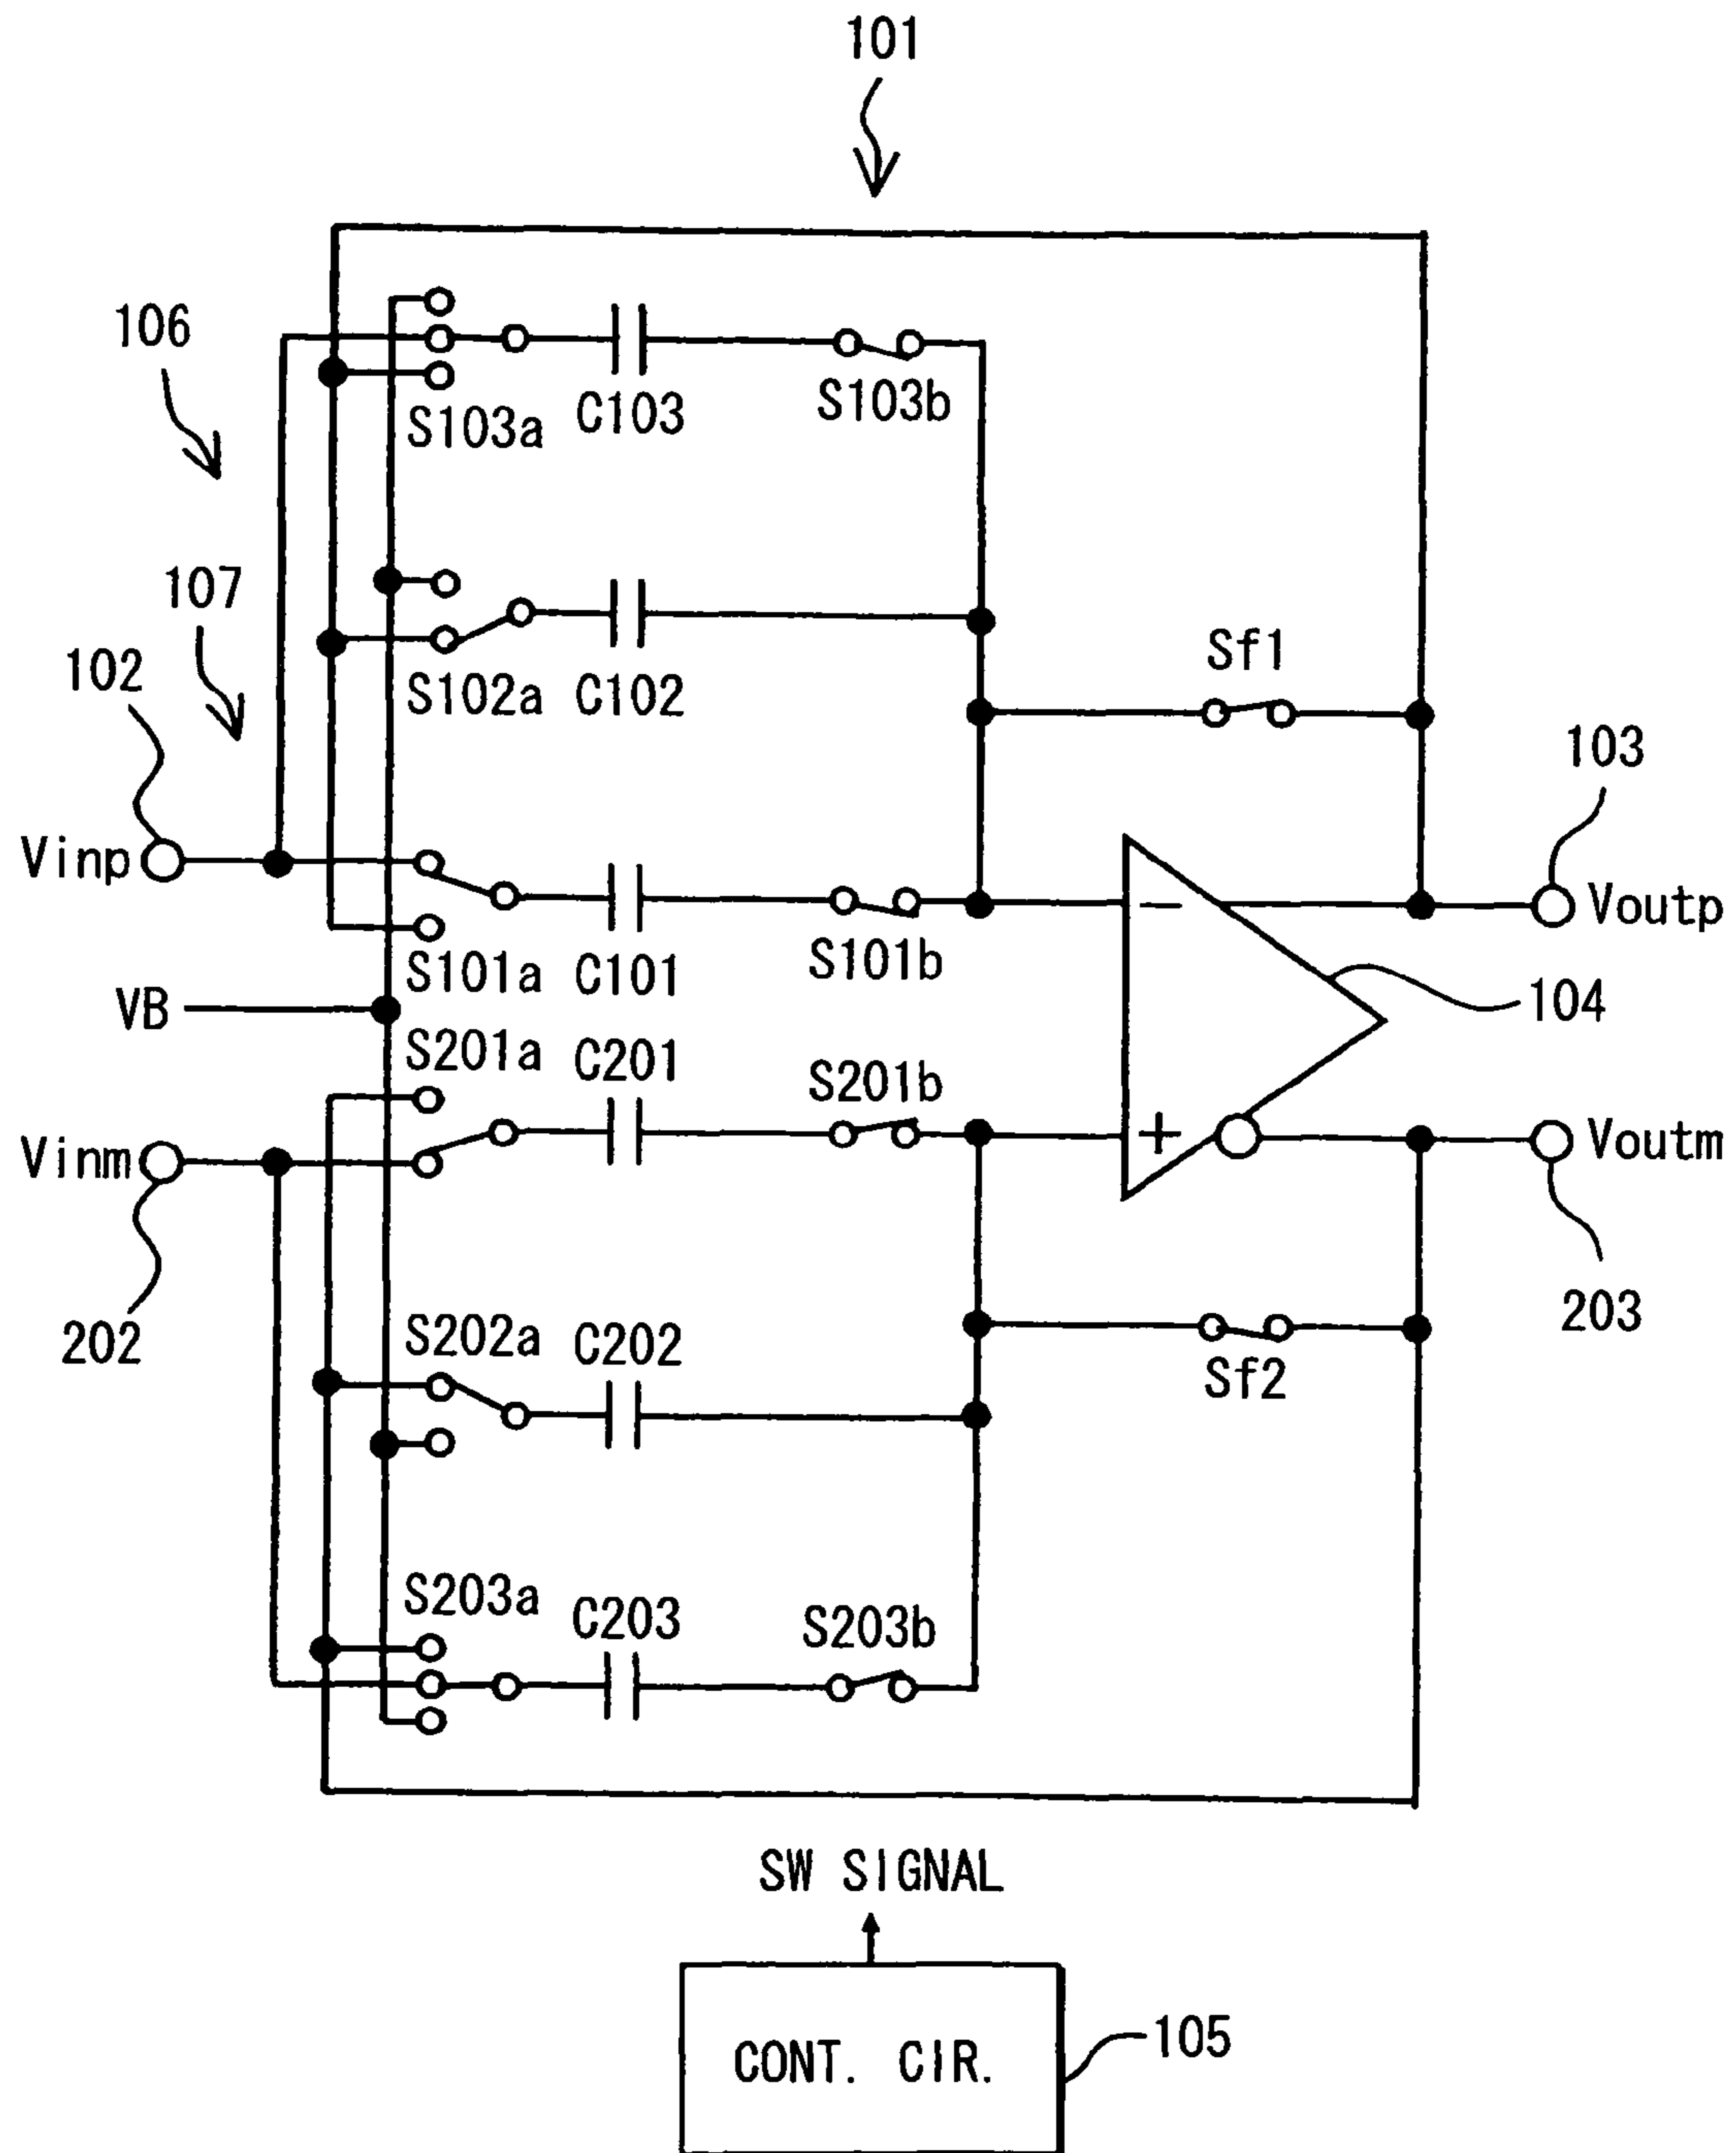 101
106
S103a
C103
S103b
107
102
S102a
C102
Sf1
103
Vinp
S101a
C101
S101b
Voutp
-
104
VB
S201a
C201
S201b
Vinm
+
Voutm
202
S202a
C202
Sf2
203
S203a
C203
S203b
SW SIGNAL
CONT. CIR.
105